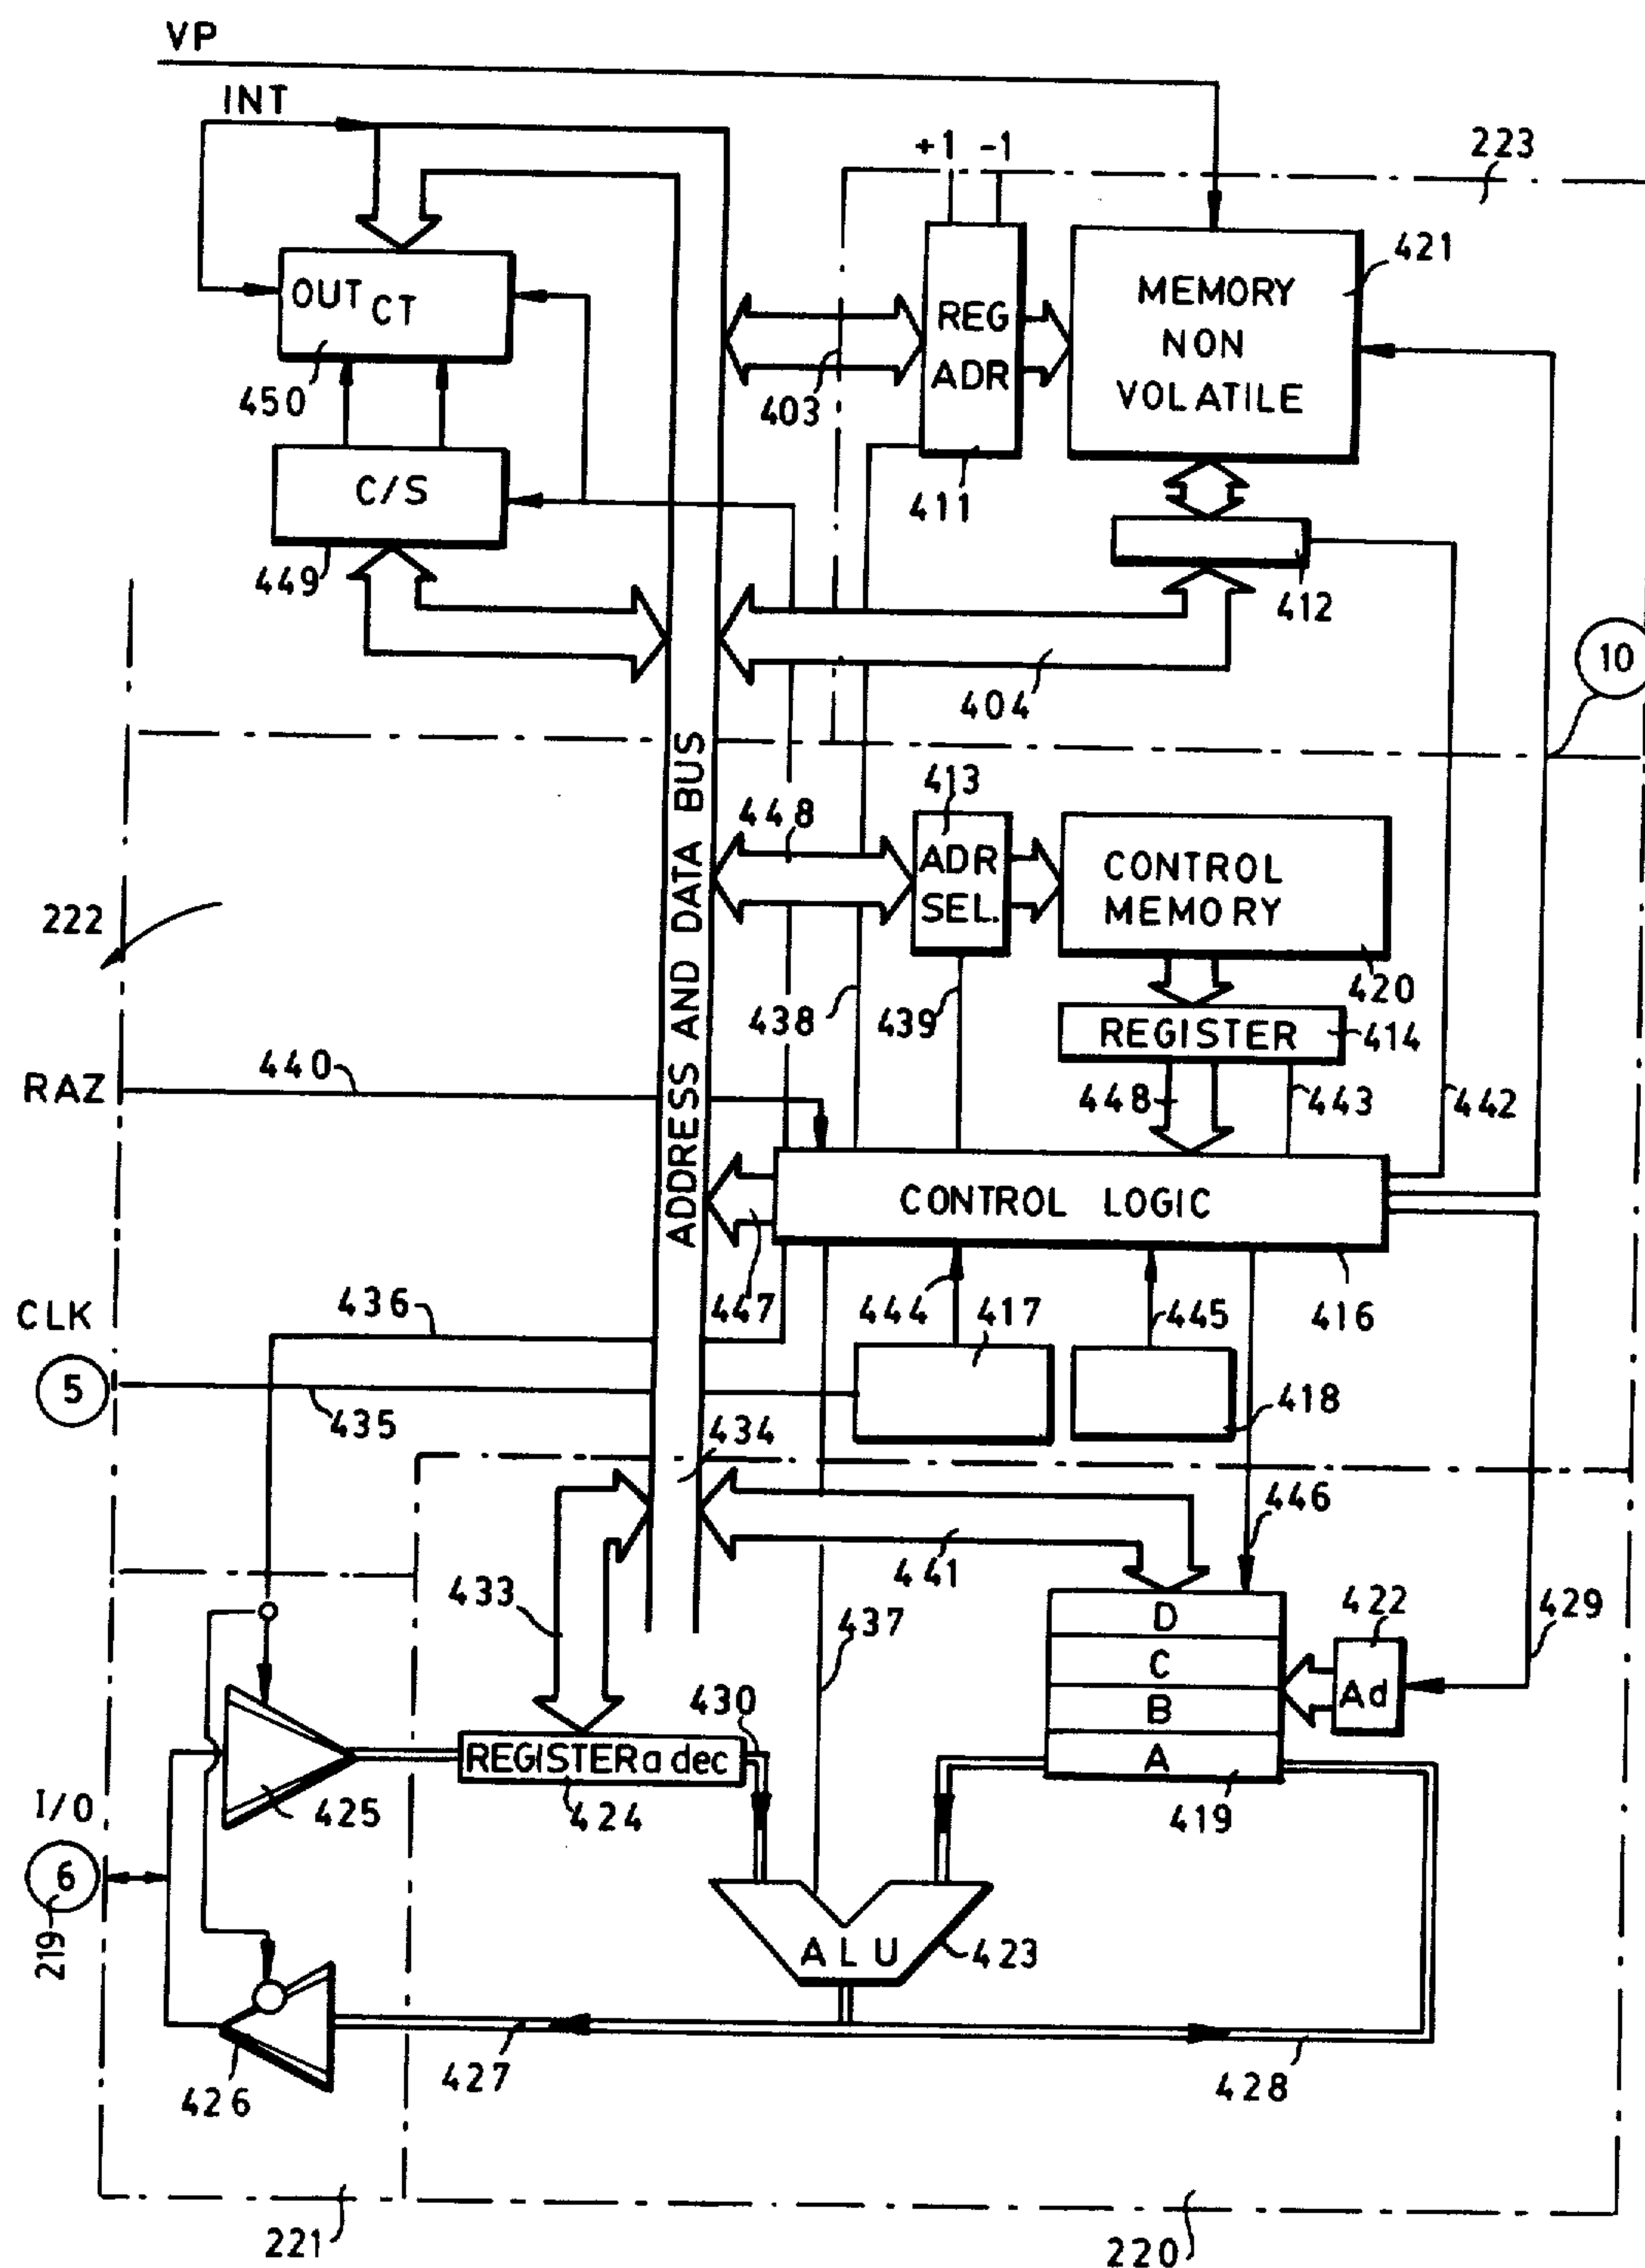 VP
INT
+1 -1
223
OUT CT
REG
ADR
MEMORY
NON
VOLATILE
421
450
403
C/S
411
449
412
404
10
ADDRESS AND DATA BUS
413
448
ADR
SEL.
CONTROL
MEMORY
222
420
438
439
REGISTER
414
RAZ
440
448
443
442
CONTROL LOGIC
447
444
417
445
416
CLK
436
5
435
418
434
446
441
433
437
D
C
B
A
422
Ad
429
430
REGISTER a dec
424
425
419
I/O
6
219
ALU
423
426
427
428
221
220